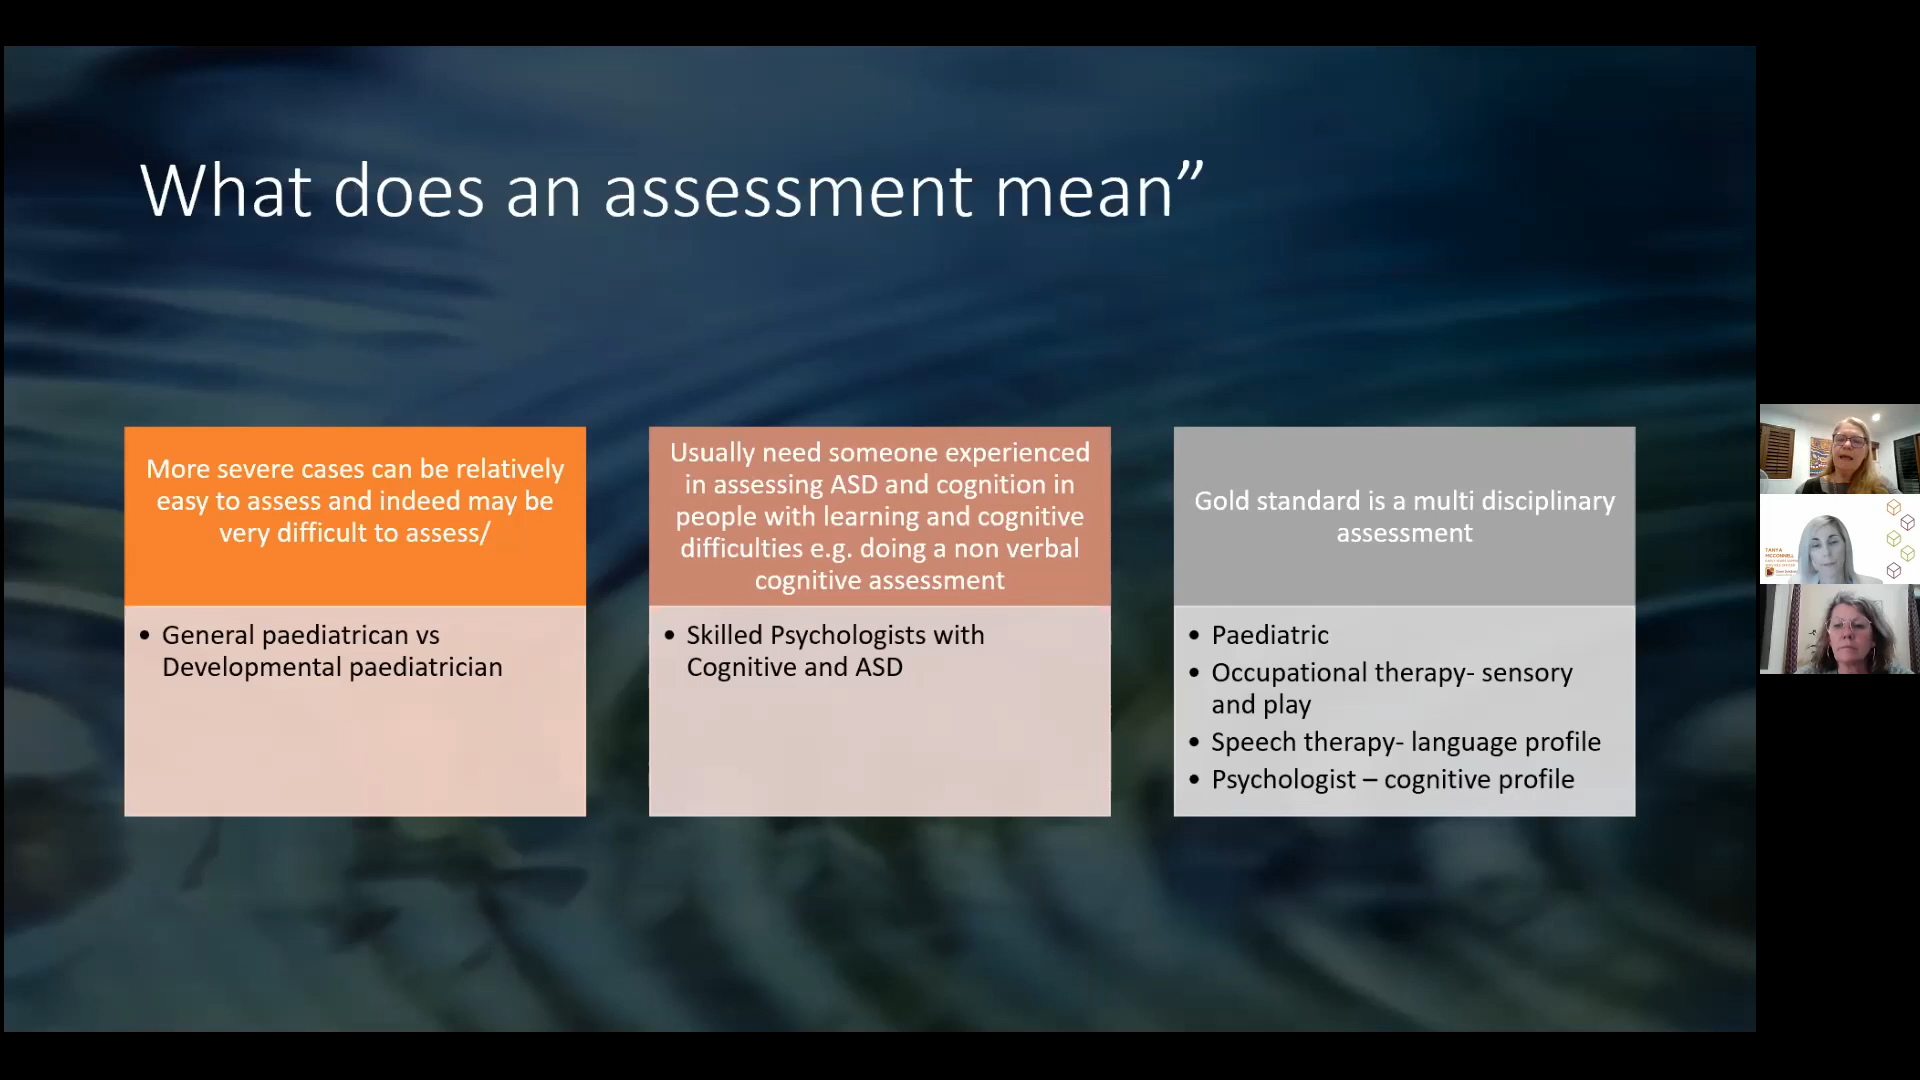 What does an assessment mean”
More severe cases can be relatively
easy to assess and indeed may be
very difficult to assess/
• General paediatrican vs
Developmental paediatrician
Usually need someone experienced
in assessing ASD and cognition in
people with learning and cognitive
difficulties e.g. doing a non verbal
cognitive assessment
• Skilled Psychologists with
Cognitive and ASD
Gold standard is a multi disciplinary
assessment
• Paediatric
• Occupational therapy- sensory
and play
• Speech therapy- language profile
• Psychologist – cognitive profile
TANYA
MCCONNELL